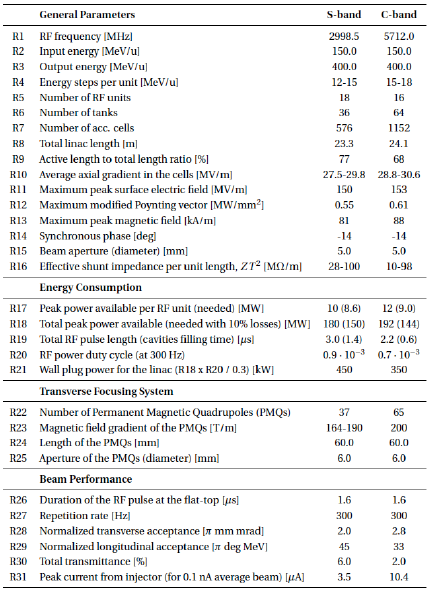 General Parameters S-band C-band
R1 RF frequency [MHz] 2998.5 5712.0
R2 Input energy [MeV/u] 150.0 150.0
R3 Output energy [MeV/u] 400.0 400.0
R4 Energy steps per unit [MeV/u] 12-15 15-18
R5 Number of RF units 18 16
R6 Number of tanks 36 64
R7 Number of acc. cells 576 1152
R8 Total linac length [m] 23.3 24.1
R9 Active length to total length ratio [%] 77 68
R10 Average axial gradient in the cells [MV/m] 27.5-29.8 28.8-30.6
R11 Maximum peak surface electric field [MV/m] 150 153
R12 Maximum modified Poynting vector [MW/mm²] 0.55 0.61
R13 Maximum peak magnetic field [kA/m] 81 88
R14 Synchronous phase [deg] -14 -14
R15 Beam aperture (diameter) [mm] 5.0 5.0
R16 Effective shunt impedance per unit length, ZT² [MΩ/m] 28-100 10-98
Energy Consumption
R17 Peak power available per RF unit (needed) [MW] 10 (8.6) 12 (9.0)
R18 Total peak power available (needed with 10% losses) [MW] 180 (150) 192 (144)
R19 Total RF pulse length (cavities filling time) [µs] 3.0 (1.4) 2.2 (0.6)
R20 RF power duty cycle (at 300 Hz) 0.9 · 10⁻³ 0.7 · 10⁻³
R21 Wall plug power for the linac (R18 x R20 / 0.3) [kW] 450 350
Transverse Focusing System
R22 Number of Permanent Magnetic Quadrupoles (PMQs) 37 65
R23 Magnetic field gradient of the PMQs [T/m] 164-190 200
R24 Length of the PMQs [mm] 60.0 60.0
R25 Aperture of the PMQs (diameter) [mm] 6.0 6.0
Beam Performance
R26 Duration of the RF pulse at the flat-top [µs] 1.6 1.6
R27 Repetition rate [Hz] 300 300
R28 Normalized transverse acceptance [π mm mrad] 2.0 2.8
R29 Normalized longitudinal acceptance [π deg MeV] 45 33
R30 Total transmittance [%] 6.0 2.0
R31 Peak current from injector (for 0.1 nA average beam) [µA] 3.5 10.4